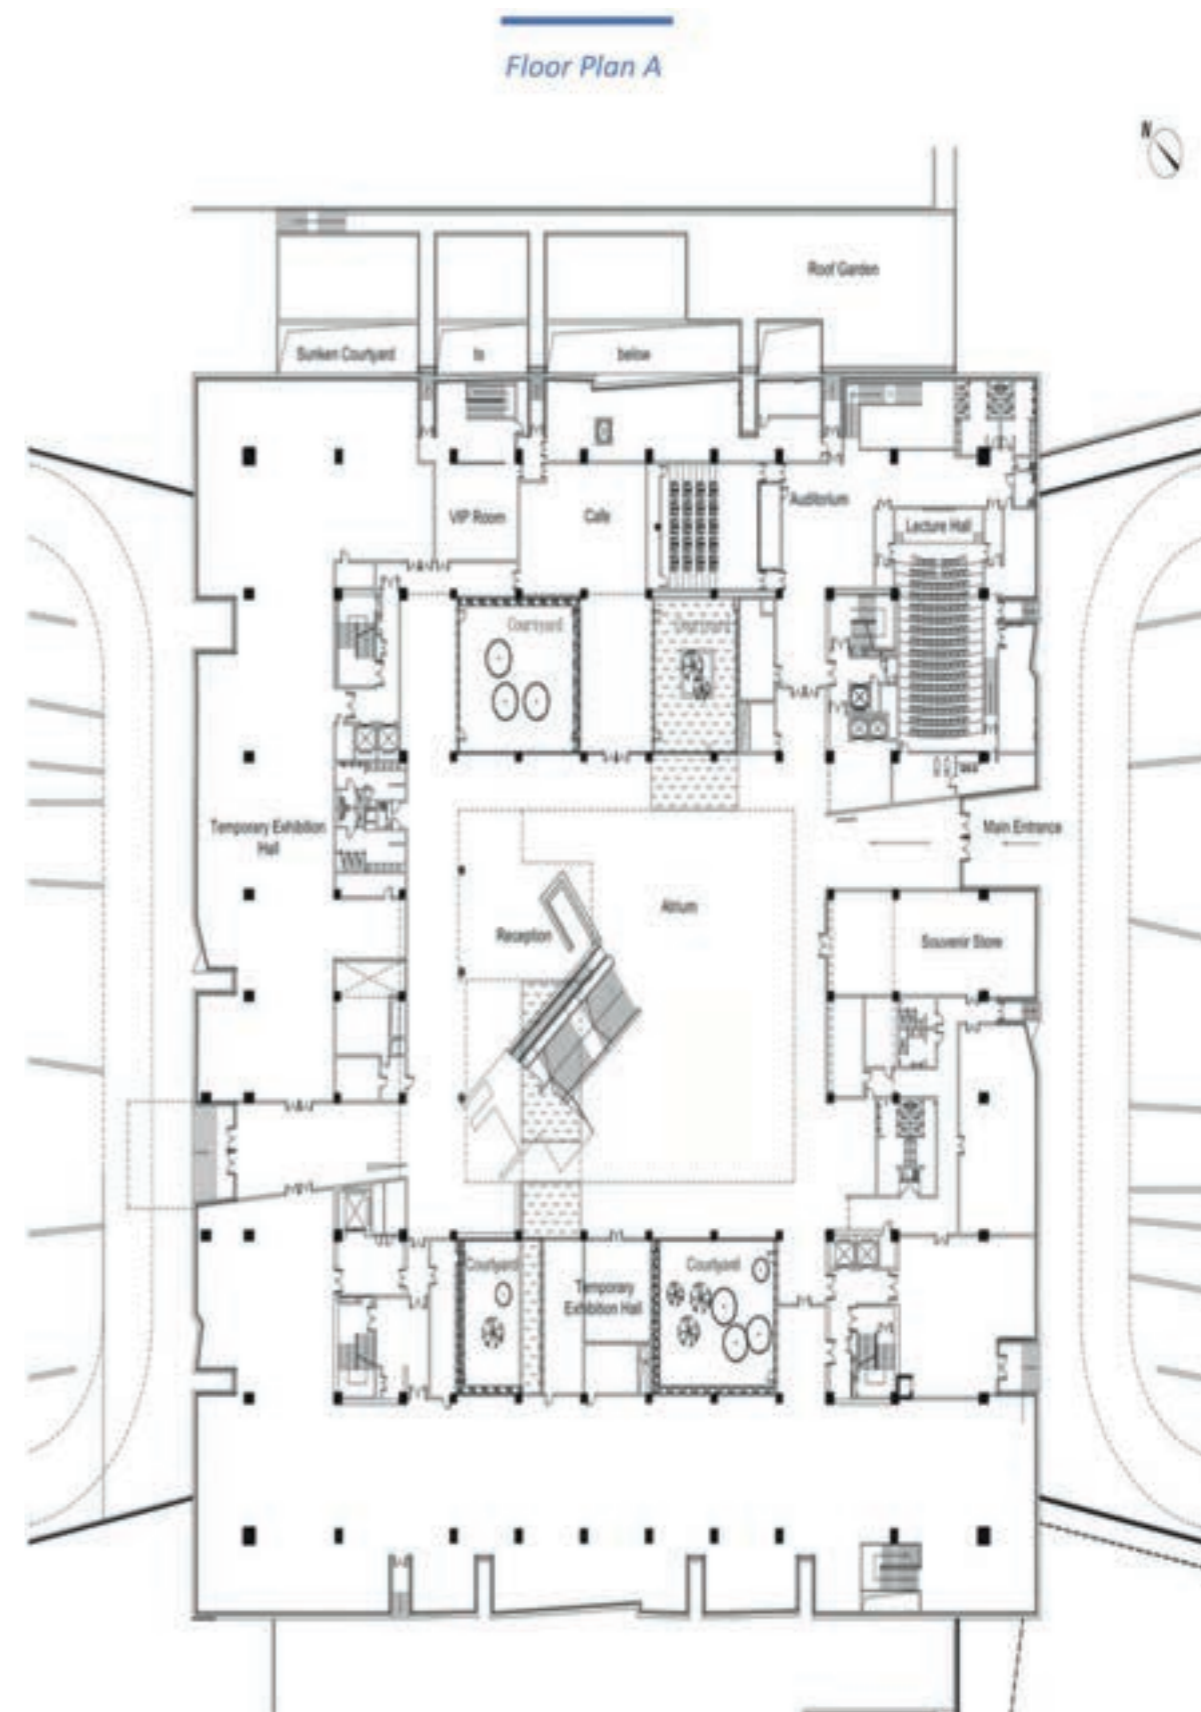 Floor Plan A
N
Roof Garden
Sunken Courtyard
to
below
VIP Room
Cafe
Auditorium
Lecture Hall
Courtyard
Courtyard
Temporary Exhibition
Hall
Main Entrance
Atrium
Reception
Souvenir Store
Courtyard
Temporary
Exhibition Hall
Courtyard